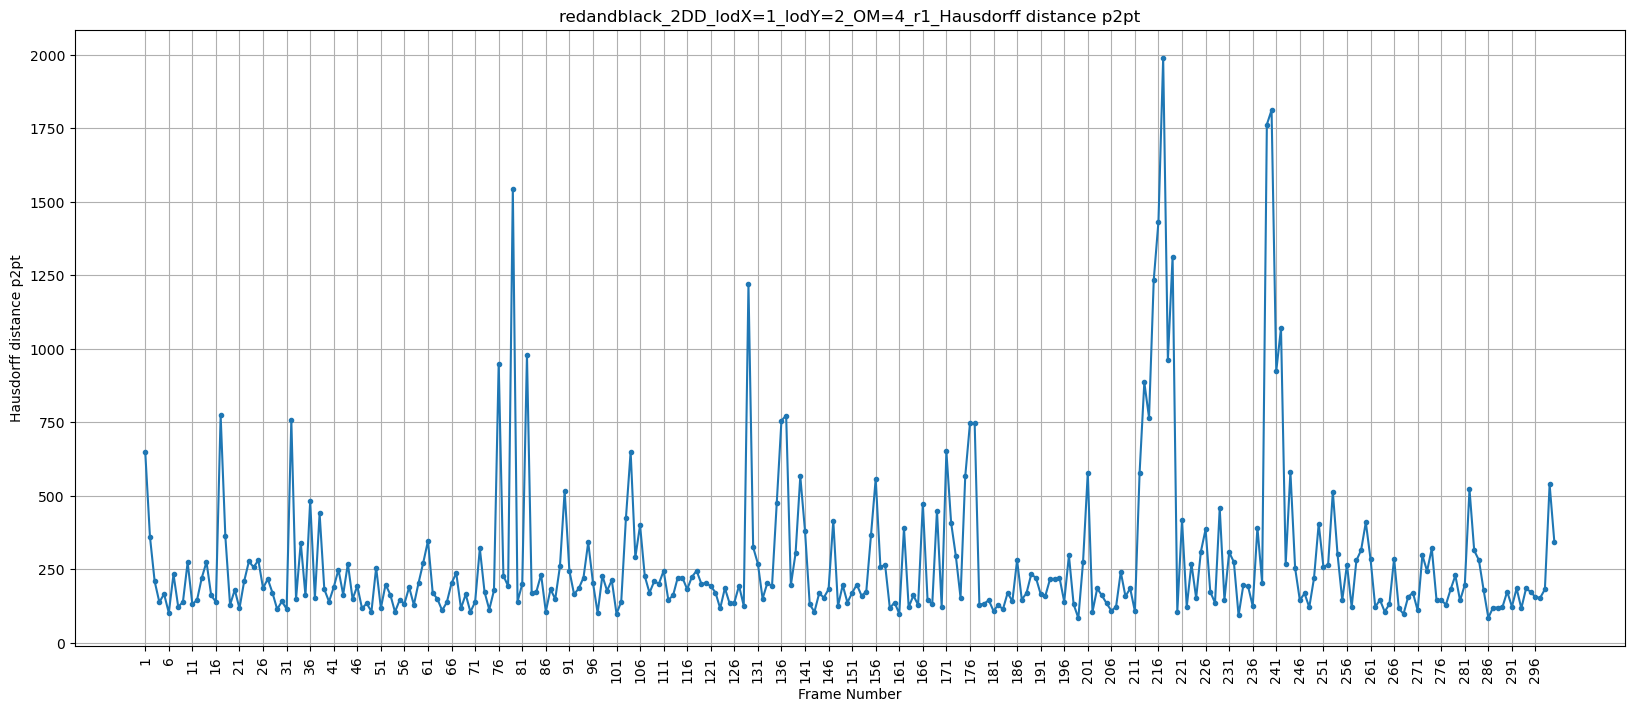 redandblack_2DD_lodX=1_lodY=2_OM=4_r1_Hausdorff distance p2pt
Hausdorff distance p2pt
2000
1750
1500
1250
1000
750
500
250
0
1 6 11 16 21 26 31 36 41 46 51 56 61 66 71 76 81 86 91 96 101 106 111 116 121 126 131 136 141 146 151 156 161 166 171 176 181 186 191 196 201 206 211 216 221 226 231 236 241 246 251 256 261 266 271 276 281 286 291 296
Frame Number